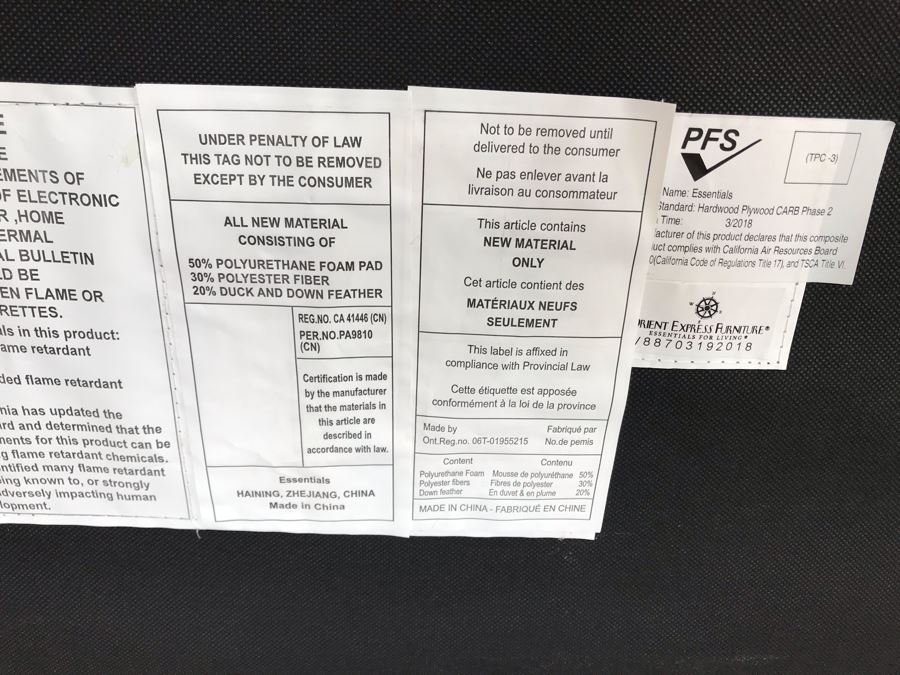 E
E
EMENTS OF
OF ELECTRONIC
R ,HOME
ERMAL
AL BULLETIN
LD BE
EN FLAME OR
RETTES.
als in this product:
ame retardant
ded flame retardant
nia has updated the
ard and determined that the
ments for this product can be
g flame retardant chemicals.
entified many flame retardant
eing known to, or strongly
adversely impacting human
lopment.
UNDER PENALTY OF LAW
THIS TAG NOT TO BE REMOVED
EXCEPT BY THE CONSUMER
ALL NEW MATERIAL
CONSISTING OF
50% POLYURETHANE FOAM PAD
30% POLYESTER FIBER
20% DUCK AND DOWN FEATHER
REG.NO. CA 41446 (CN)
PER.NO.PA9810
(CN)
Certification is made
by the manufacturer
that the materials in
this article are
described in
accordance with law.
Essentials
HAINING, ZHEJIANG, CHINA
Made in China
Not to be removed until
delivered to the consumer
Ne pas enlever avant la
livraison au consommateur
This article contains
NEW MATERIAL
ONLY
Cet article contient des
MATÉRIAUX NEUFS
SEULEMENT
This label is affixed in
compliance with Provincial Law
Cette étiquette est apposée
conformément à la loi de la province
Made by Fabriqué par
Ont.Reg.no. 06T-01955215 No.de pemis
Content Contenu
Polyurethane Foam Mousse de polyuréthane 50%
Polyester fibers Fibres de polyester 30%
Down feather En duvet & en plume 20%
MADE IN CHINA - FABRIQUÉ EN CHINE
PFS
(TPC -3)
Name: Essentials
Standard: Hardwood Plywood CARB Phase 2
Time: 3/2018
facturer of this product declares that this composite
uct complies with California Air Resources Board
0(California Code of Regulations Title 17), and TSCA Title VI.
N
W E
S
ORIENT EXPRESS FURNITURE®
ESSENTIALS FOR LIVING®
/88703192018